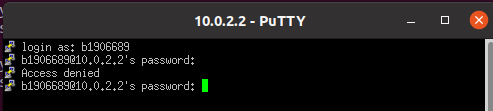 10.0.2.2 - PuTTY
login as: b1906689
b1906689@10.0.2.2's password:
Access denied
b1906689@10.0.2.2's password: